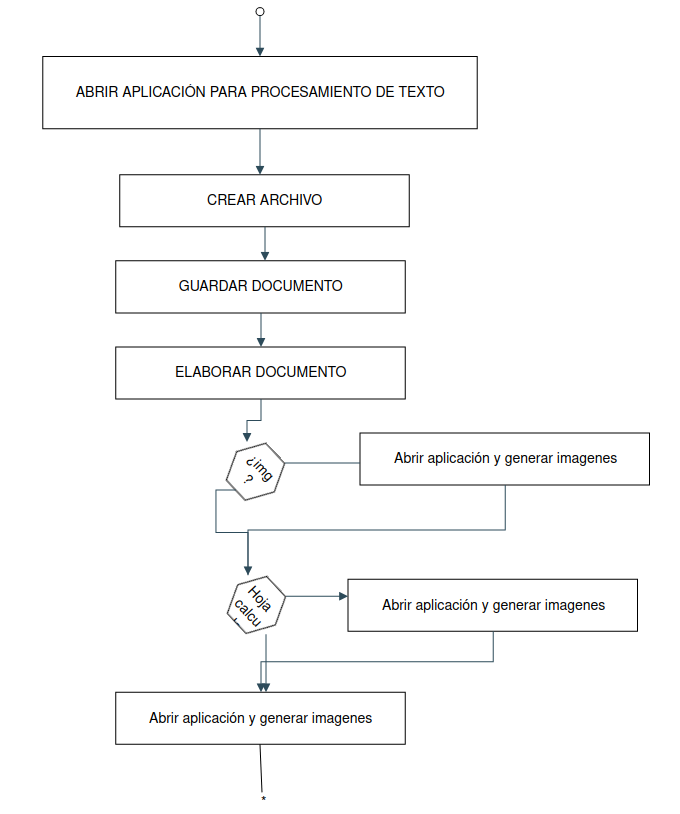 ABRIR APLICACIÓN PARA PROCESAMIENTO DE TEXTO
CREAR ARCHIVO
GUARDAR DOCUMENTO
ELABORAR DOCUMENTO
¿img
?
Abrir aplicación y generar imagenes
Hoja
calcu
Abrir aplicación y generar imagenes
Abrir aplicación y generar imagenes
*